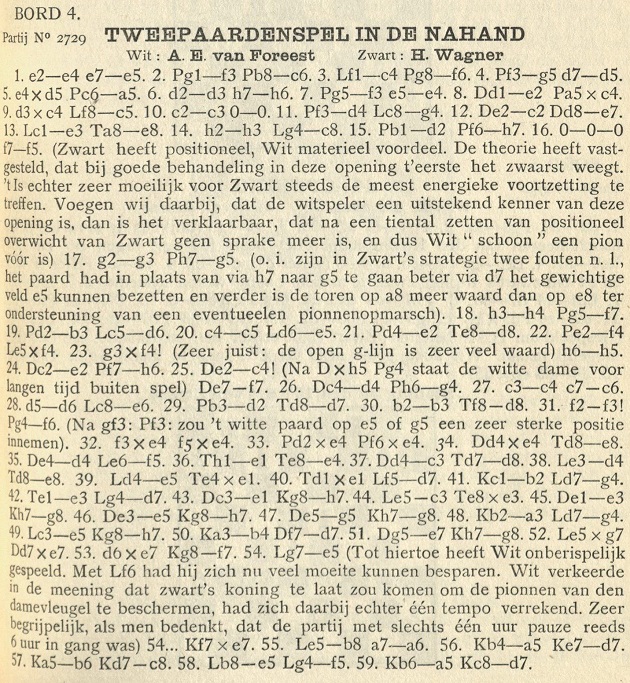 BORD 4.
Partij Nº 2729 TWEEPAARDENSPEL IN DE NAHAND
Wit: A. E. van Foreest Zwart: H. Wagner
1. e2—e4 e7—e5. 2. Pg1—f3 Pb8—c6. 3. Lf1—c4 Pg8—f6. 4. Pf3—g5 d7—d5.
5. e4×d5 Pc6—a5. 6. d2—d3 h7—h6. 7. Pg5—f3 e5—e4. 8. Dd1—e2 Pa5×c4.
9. d3×c4 Lf8—c5. 10. c2—c3 0—0. 11. Pf3—d4 Lc8—g4. 12. De2—c2 Dd8—e7.
13. Lc1—e3 Ta8—e8. 14. h2—h3 Lg4—c8. 15. Pb1—d2 Pf6—h7. 16. 0—0—0
f7—f5. (Zwart heeft positioneel, Wit materieel voordeel. De theorie heeft vast-
gesteld, dat bij goede behandeling in deze opening t'eerste het zwaarst weegt.
't Is echter zeer moeilijk voor Zwart steeds de meest energieke voortzetting te
treffen. Voegen wij daarbij, dat de witspeler een uitstekend kenner van deze
opening is, dan is het verklaarbaar, dat na een tiental zetten van positioneel
overwicht van Zwart geen sprake meer is, en dus Wit "schoon" een pion
vóór is) 17. g2—g3 Ph7—g5. (o. i. zijn in Zwart's strategie twee fouten n. l.,
het paard had in plaats van via h7 naar g5 te gaan beter via d7 het gewichtige
veld e5 kunnen bezetten en verder is de toren op a8 meer waard dan op e8 ter
ondersteuning van een eventueelen pionnenopmarsch). 18. h3—h4 Pg5—f7.
19. Pd2—b3 Lc5—d6. 20. c4—c5 Ld6—e5. 21. Pd4—e2 Te8—d8. 22. Pe2—f4
Le5×f4. 23. g3×f4! (Zeer juist: de open g-lijn is zeer veel waard) h6—h5.
24. Dc2—e2 Pf7—h6. 25. De2—c4! (Na D×h5 Pg4 staat de witte dame voor
langen tijd buiten spel) De7—f7. 26. Dc4—d4 Ph6—g4. 27. c3—c4 c7—c6.
28. d5—d6 Lc8—e6. 29. Pb3—d2 Td8—d7. 30. b2—b3 Tf8—d8. 31. f2—f3!
Pg4—f6. (Na gf3: Pf3: zou 't witte paard op e5 of g5 een zeer sterke positie
innemen). 32. f3×e4 f5×e4. 33. Pd2×e4 Pf6×e4. 34. Dd4×e4 Td8—e8.
35. De4—d4 Le6—f5. 36. Th1—e1 Te8—e4. 37. Dd4—c3 Td7—d8. 38. Le3—d4
Td8—e8. 39. Ld4—e5 Te4×e1. 40. Td1×e1 Lf5—d7. 41. Kc1—b2 Ld7—g4.
42. Te1—e3 Lg4—d7. 43. Dc3—e1 Kg8—h7. 44. Le5—c3 Te8×e3. 45. De1—e3
Kh7—g8. 46. De3—e5 Kg8—h7. 47. De5—g5 Kh7—g8. 48. Kb2—a3 Ld7—g4.
49. Lc3—e5 Kg8—h7. 50. Ka3—b4 Df7—d7. 51. Dg5—e7 Kh7—g8. 52. Le5×g7
Dd7×e7. 53. d6×e7 Kg8—f7. 54. Lg7—e5 (Tot hiertoe heeft Wit onberispelijk
gespeeld. Met Lf6 had hij zich nu veel moeite kunnen besparen. Wit verkeerde
in de meening dat zwart's koning te laat zou komen om de pionnen van den
damevleugel te beschermen, had zich daarbij echter één tempo verrekend. Zeer
begrijpelijk, als men bedenkt, dat de partij met slechts één uur pauze reeds
6 uur in gang was) 54... Kf7×e7. 55. Le5—b8 a7—a6. 56. Kb4—a5 Ke7—d7.
57. Ka5—b6 Kd7—c8. 58. Lb8—e5 Lg4—f5. 59. Kb6—a5 Kc8—d7.